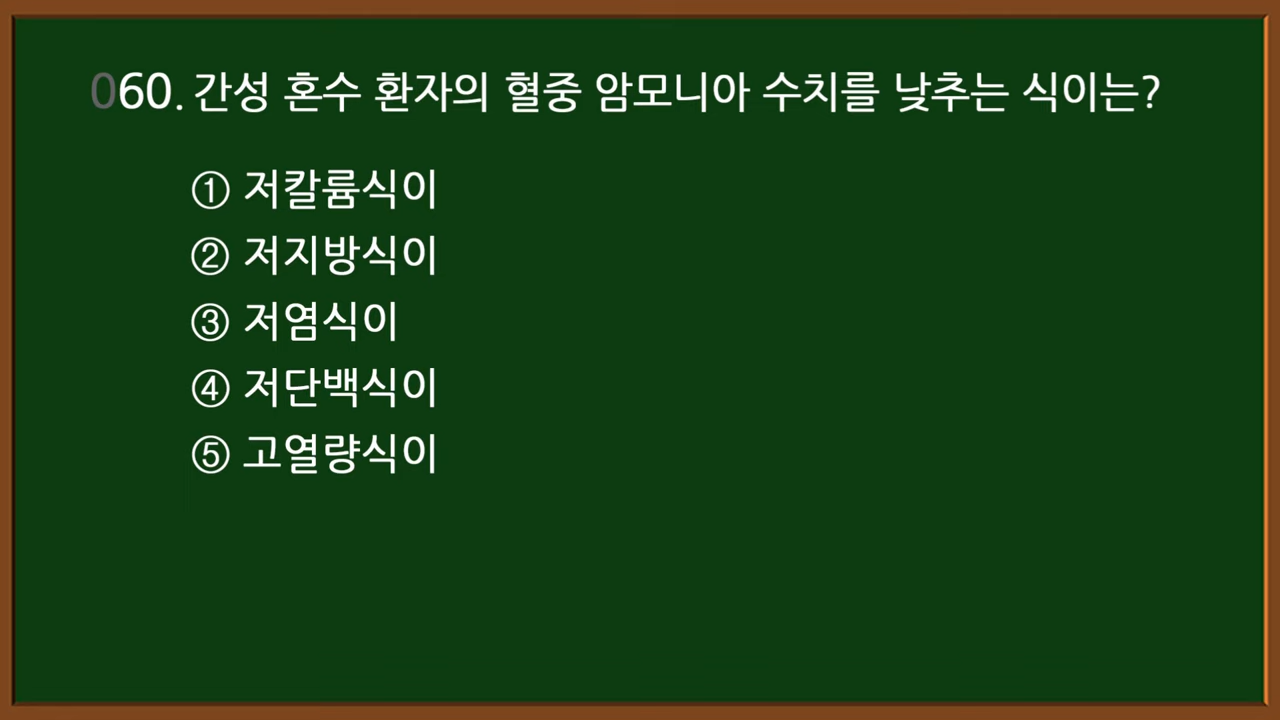 060. 간성 혼수 환자의 혈중 암모니아 수치를 낮추는 식이는?
① 저칼륨식이
② 저지방식이
③ 저염식이
④ 저단백식이
⑤ 고열량식이